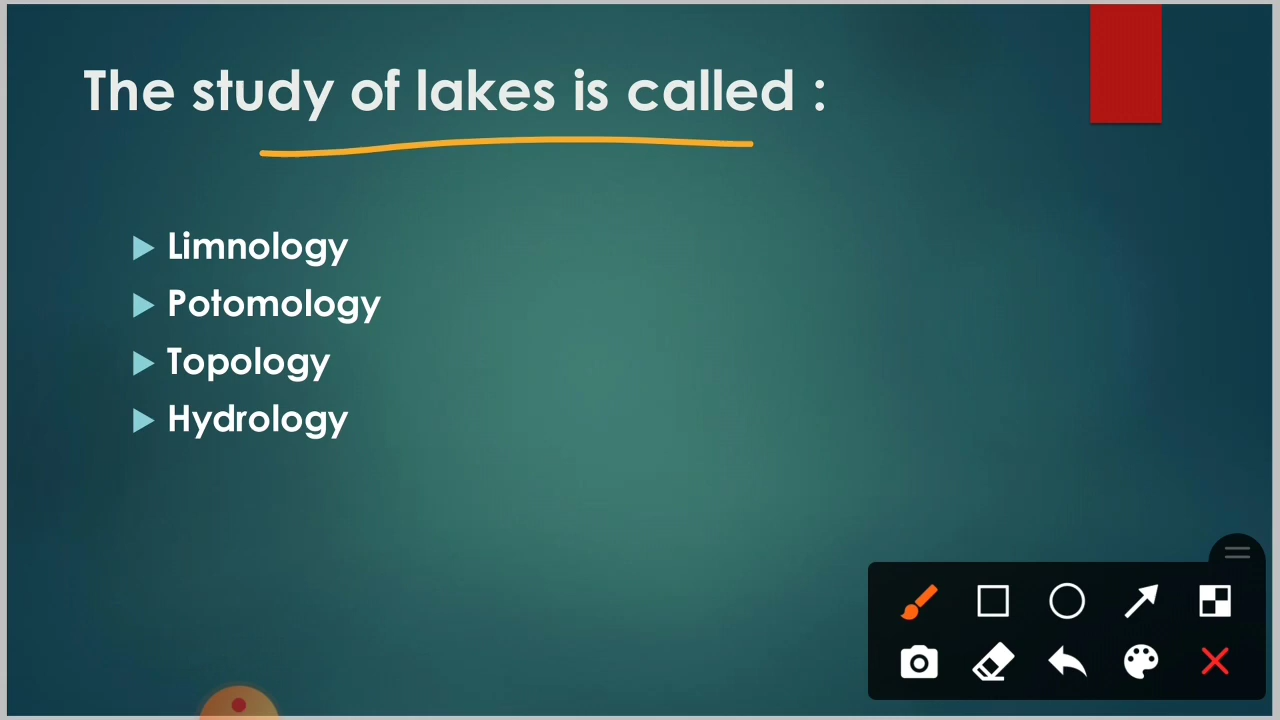 The study of lakes is called :
Limnology
Potomology
Topology
Hydrology